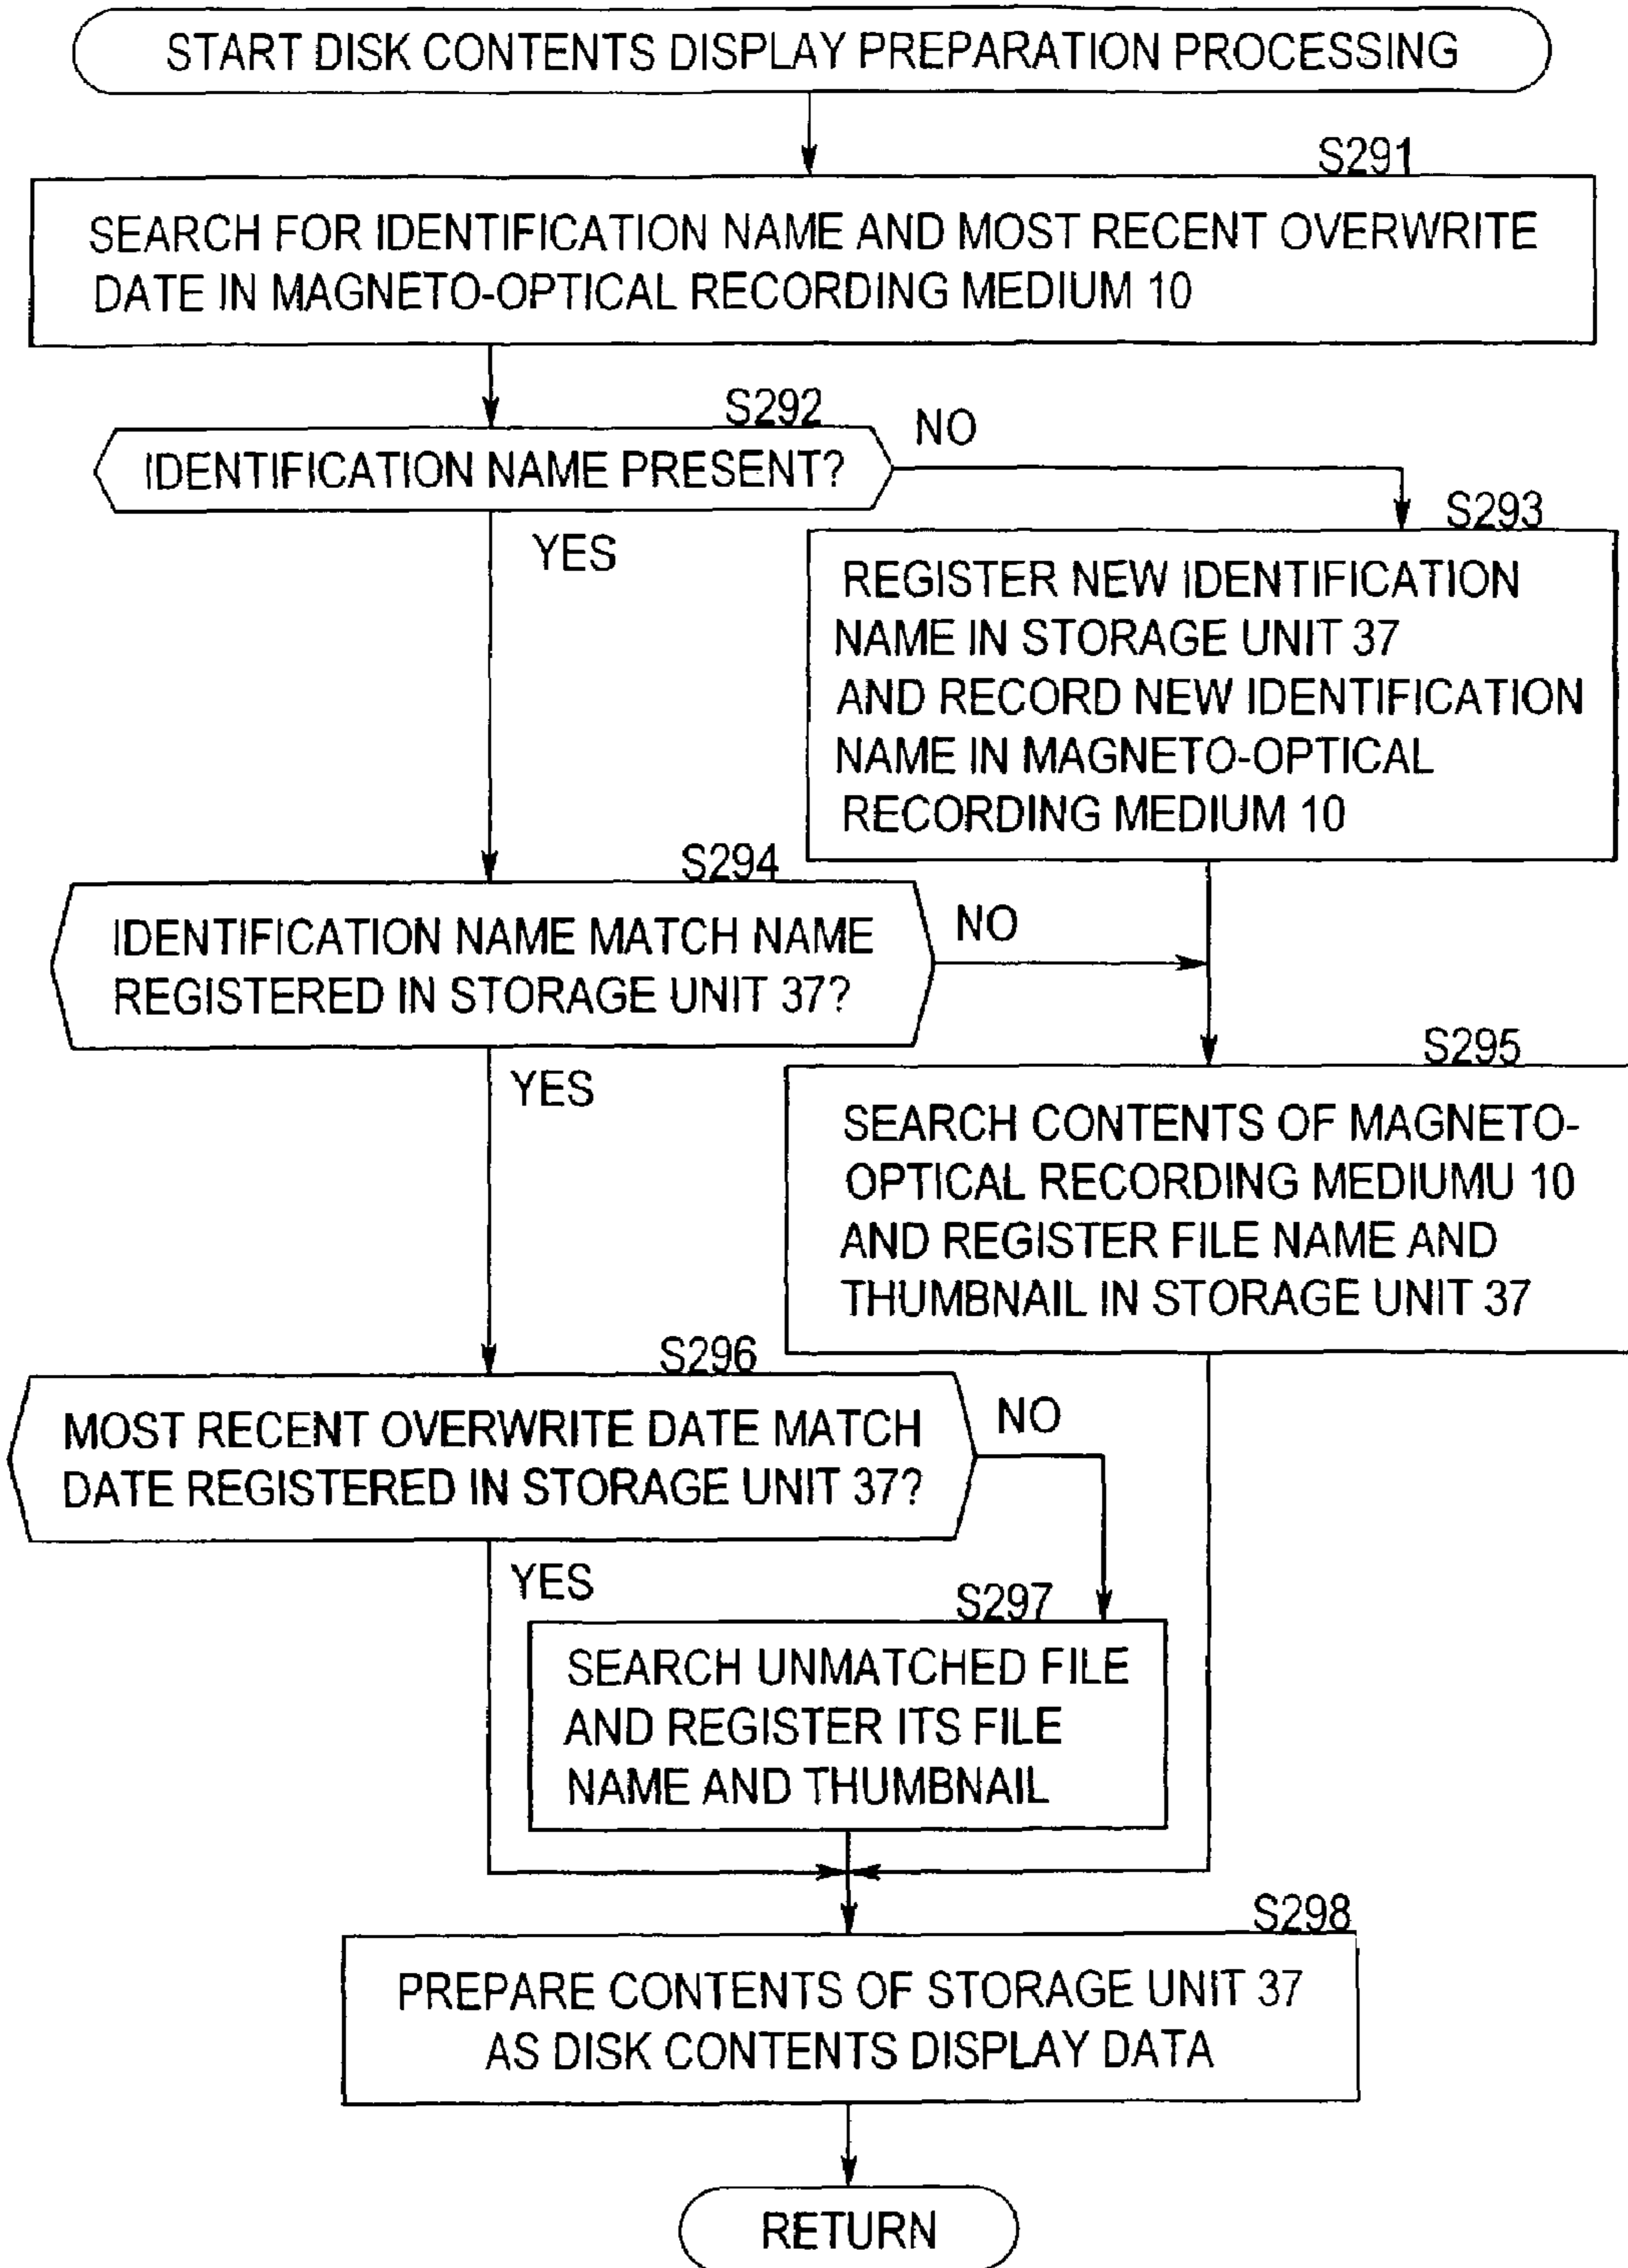 START DISK CONTENTS DISPLAY PREPARATION PROCESSING
S291
SEARCH FOR IDENTIFICATION NAME AND MOST RECENT OVERWRITE
DATE IN MAGNETO-OPTICAL RECORDING MEDIUM 10
S292
NO
IDENTIFICATION NAME PRESENT?
YES
S293
REGISTER NEW IDENTIFICATION
NAME IN STORAGE UNIT 37
AND RECORD NEW IDENTIFICATION
NAME IN MAGNETO-OPTICAL
RECORDING MEDIUM 10
S294
NO
IDENTIFICATION NAME MATCH NAME
REGISTERED IN STORAGE UNIT 37?
YES
S295
SEARCH CONTENTS OF MAGNETO-
OPTICAL RECORDING MEDIUMU 10
AND REGISTER FILE NAME AND
THUMBNAIL IN STORAGE UNIT 37
S296
NO
MOST RECENT OVERWRITE DATE MATCH
DATE REGISTERED IN STORAGE UNIT 37?
YES
S297
SEARCH UNMATCHED FILE
AND REGISTER ITS FILE
NAME AND THUMBNAIL
S298
PREPARE CONTENTS OF STORAGE UNIT 37
AS DISK CONTENTS DISPLAY DATA
RETURN